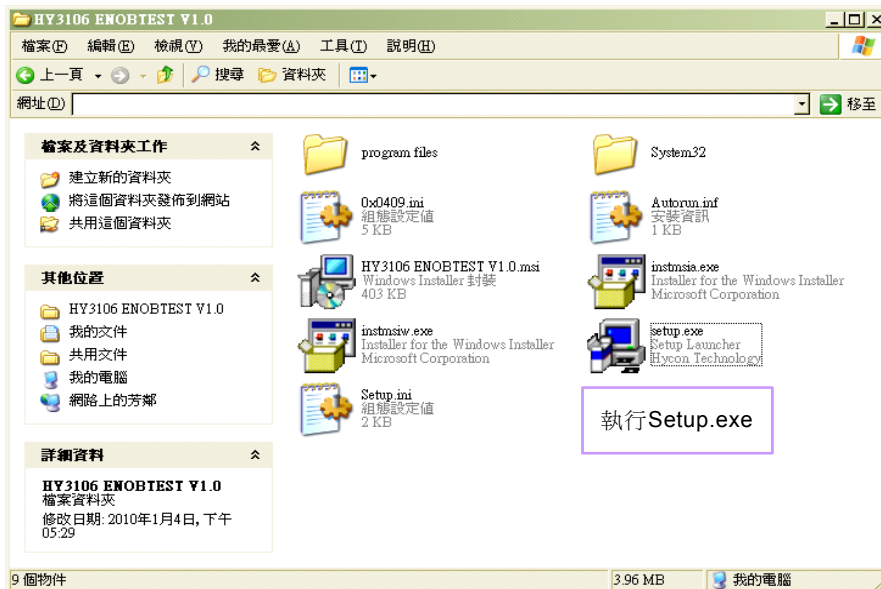 HY3106 ENOBTEST V1.0
檔案(F) 編輯(E) 檢視(V) 我的最愛(A) 工具(T) 說明(H)
上一頁 搜尋 資料夾
網址(D) 移至
檔案及資料夾工作
建立新的資料夾
將這個資料夾發佈到網站
共用這個資料夾
其他位置
HY3106 ENOBTEST V1.0
我的文件
共用文件
我的電腦
網路上的芳鄰
詳細資料
HY3106 ENOBTEST V1.0
檔案資料夾
修改日期: 2010年1月4日, 下午
05:29
program files
System32
0x0409.ini
組態設定值
5 KB
Autorun.inf
安裝資訊
1 KB
HY3106 ENOBTEST V1.0.msi
Windows Installer 封裝
403 KB
instmsia.exe
Installer for the Windows Installer
Microsoft Corporation
instmsiw.exe
Installer for the Windows Installer
Microsoft Corporation
setup.exe
Setup Launcher
Hycon Technology
Setup.ini
組態設定值
2 KB
執行Setup.exe
9 個物件 3.96 MB 我的電腦